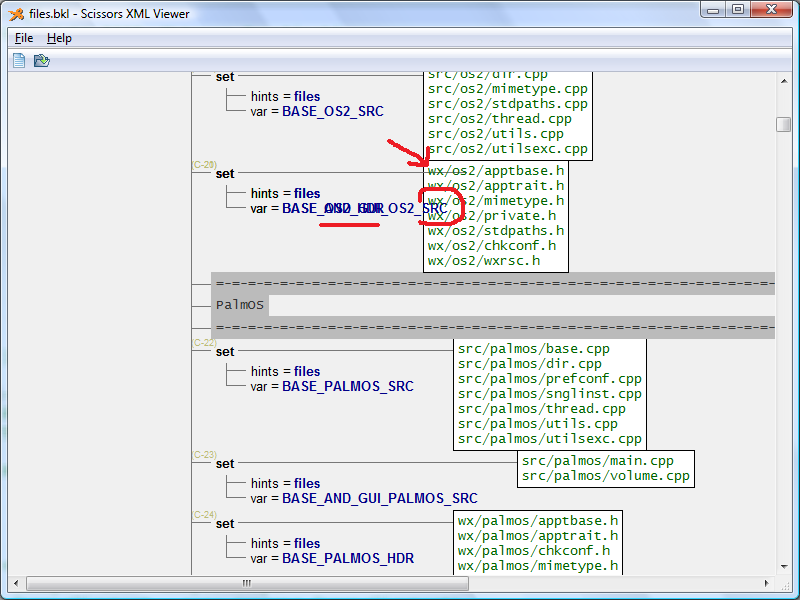 files.bkl - Scissors XML Viewer
File Help
set
hints = files
var = BASE_OS2_SRC
src/os2/dir.cpp
src/os2/mimetype.cpp
src/os2/stdpaths.cpp
src/os2/thread.cpp
src/os2/utils.cpp
src/os2/utilsexc.cpp
set
hints = files
var = BASE_AND_GUI_OS2_SRC
wx/os2/apptbase.h
wx/os2/apptrait.h
wx/os2/mimetype.h
wx/os2/private.h
wx/os2/stdpaths.h
wx/os2/chkconf.h
wx/os2/wxrsc.h
=-=-=-=-=-=-=-=-=-=-=-=-=-=-=-=-=-=-=-=-=-=-=-=-=-=-=-=-=-=-=-=-=-=-=
PalmOS
=-=-=-=-=-=-=-=-=-=-=-=-=-=-=-=-=-=-=-=-=-=-=-=-=-=-=-=-=-=-=-=-=-=-=
(C-22)
set
hints = files
var = BASE_PALMOS_SRC
src/palmos/base.cpp
src/palmos/dir.cpp
src/palmos/prefconf.cpp
src/palmos/snglinst.cpp
src/palmos/thread.cpp
src/palmos/utils.cpp
src/palmos/utilsexc.cpp
(C-23)
set
hints = files
var = BASE_AND_GUI_PALMOS_SRC
src/palmos/main.cpp
src/palmos/volume.cpp
(C-24)
set
hints = files
var = BASE_PALMOS_HDR
wx/palmos/apptbase.h
wx/palmos/apptrait.h
wx/palmos/chkconf.h
wx/palmos/mimetype.h